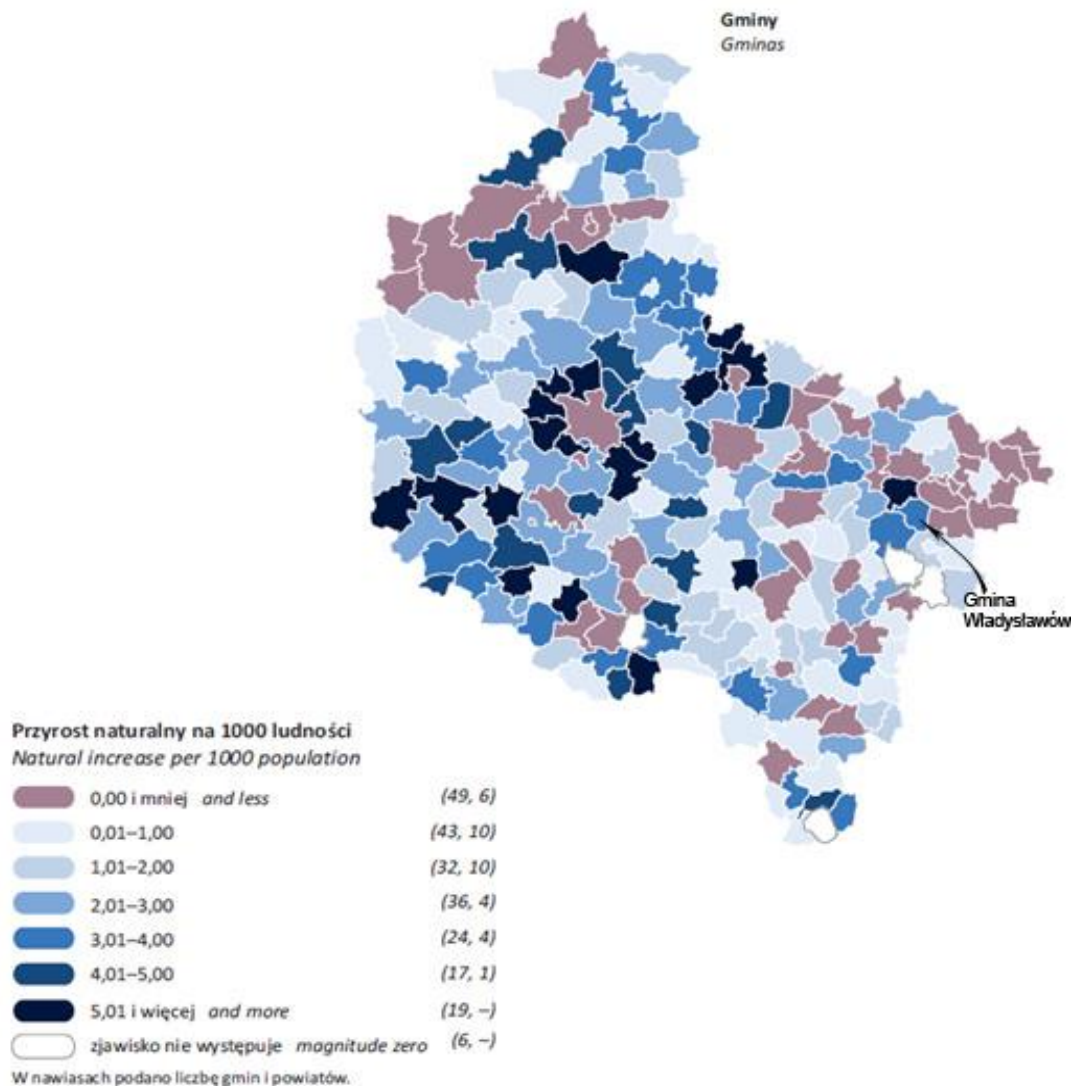 Gminy
Gminas
Gmina
Władysławów
Przyrost naturalny na 1000 ludności
Natural increase per 1000 population
0,00 i mniej and less (49, 6)
0,01–1,00 (43, 10)
1,01–2,00 (32, 10)
2,01–3,00 (36, 4)
3,01–4,00 (24, 4)
4,01–5,00 (17, 1)
5,01 i więcej and more (19, –)
zjawisko nie występuje magnitude zero (6, –)
W nawiasach podano liczbę gmin i powiatów.